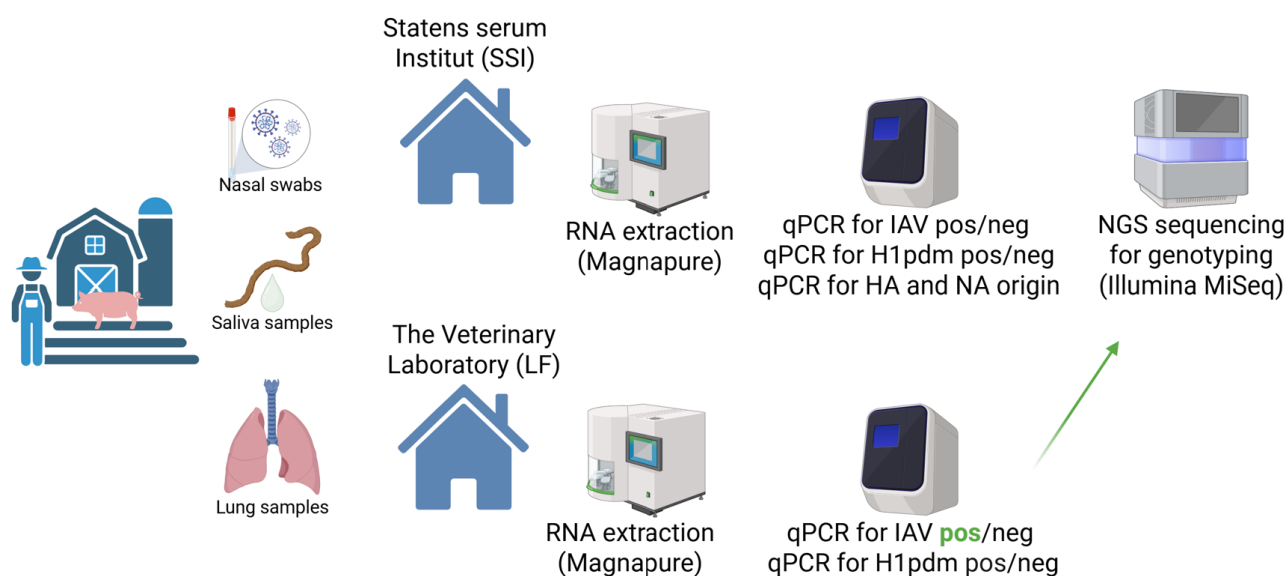 Statens serum
Institut (SSI)
Nasal swabs
RNA extraction
(Magnapure)
qPCR for IAV pos/neg
qPCR for H1pdm pos/neg
qPCR for HA and NA origin
NGS sequencing
for genotyping
(Illumina MiSeq)
Saliva samples
The Veterinary
Laboratory (LF)
Lung samples
RNA extraction
(Magnapure)
qPCR for IAV pos/neg
qPCR for H1pdm pos/neg